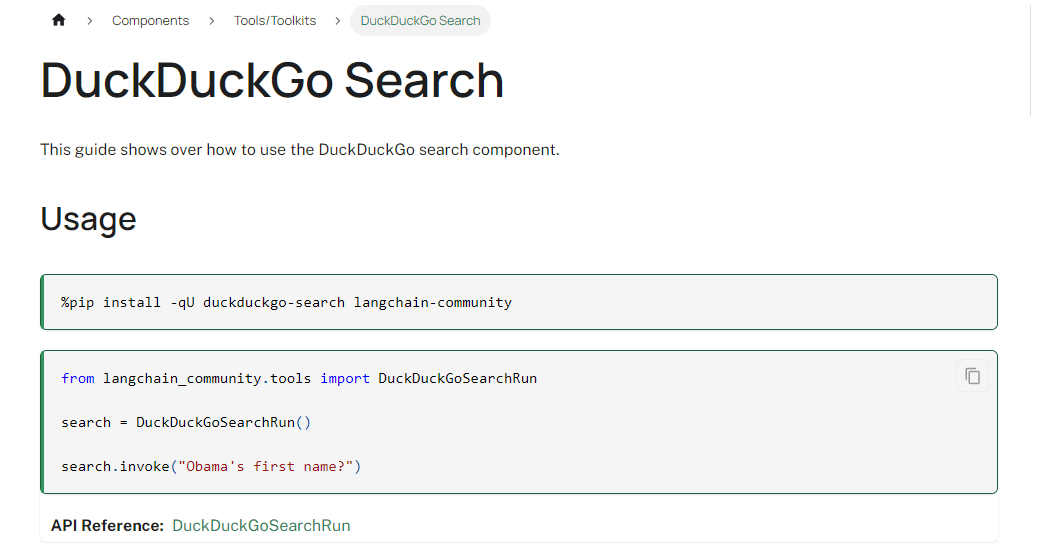 Components > Tools/Toolkits > DuckDuckGo Search
DuckDuckGo Search
This guide shows over how to use the DuckDuckGo search component.
Usage
%pip install -qU duckduckgo-search langchain-community
from langchain_community.tools import DuckDuckGoSearchRun
search = DuckDuckGoSearchRun()
search.invoke("Obama's first name?")
API Reference: DuckDuckGoSearchRun